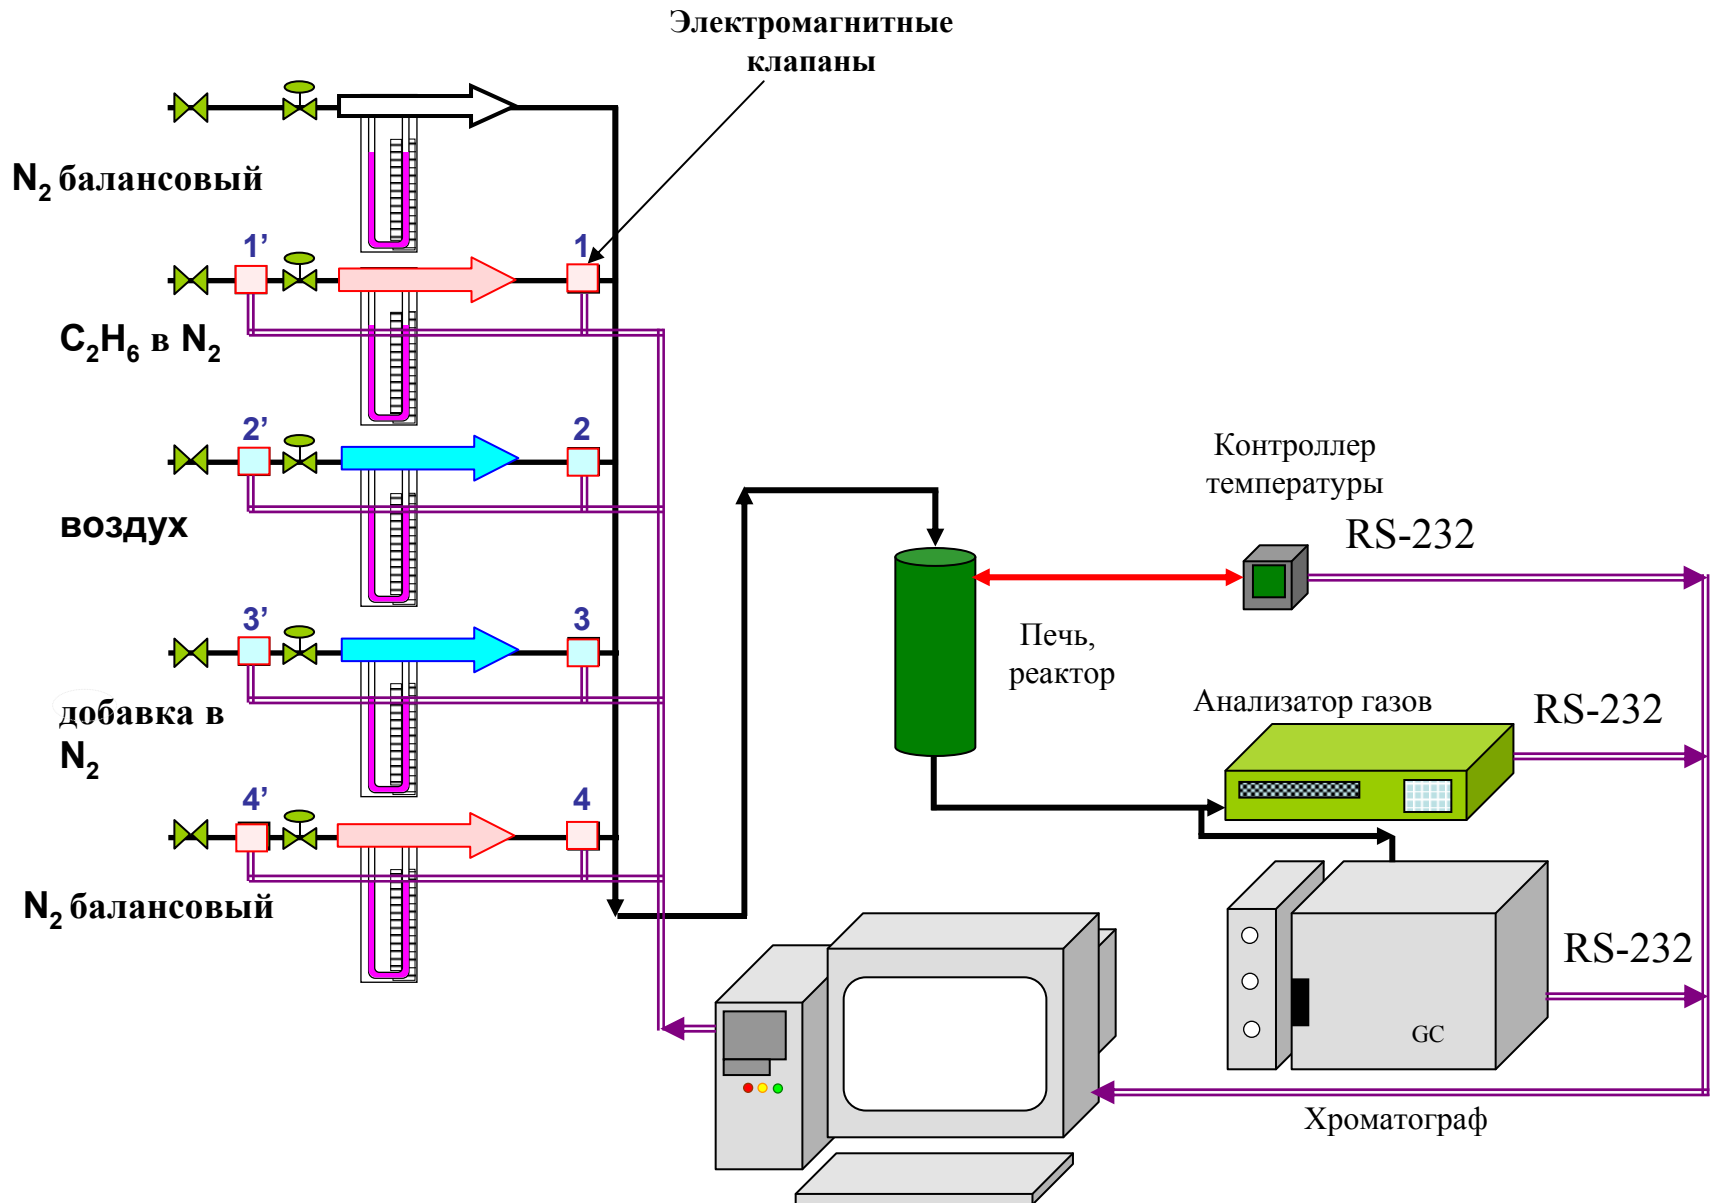 Электромагнитные
клапаны
N₂ балансовый
1’
1
C₂H₆ в N₂
2’
2
воздух
3’
3
добавка в
N₂
4’
4
N₂ балансовый
Контроллер
температуры
RS-232
Печь,
реактор
Анализатор газов
RS-232
RS-232
GC
Хроматограф